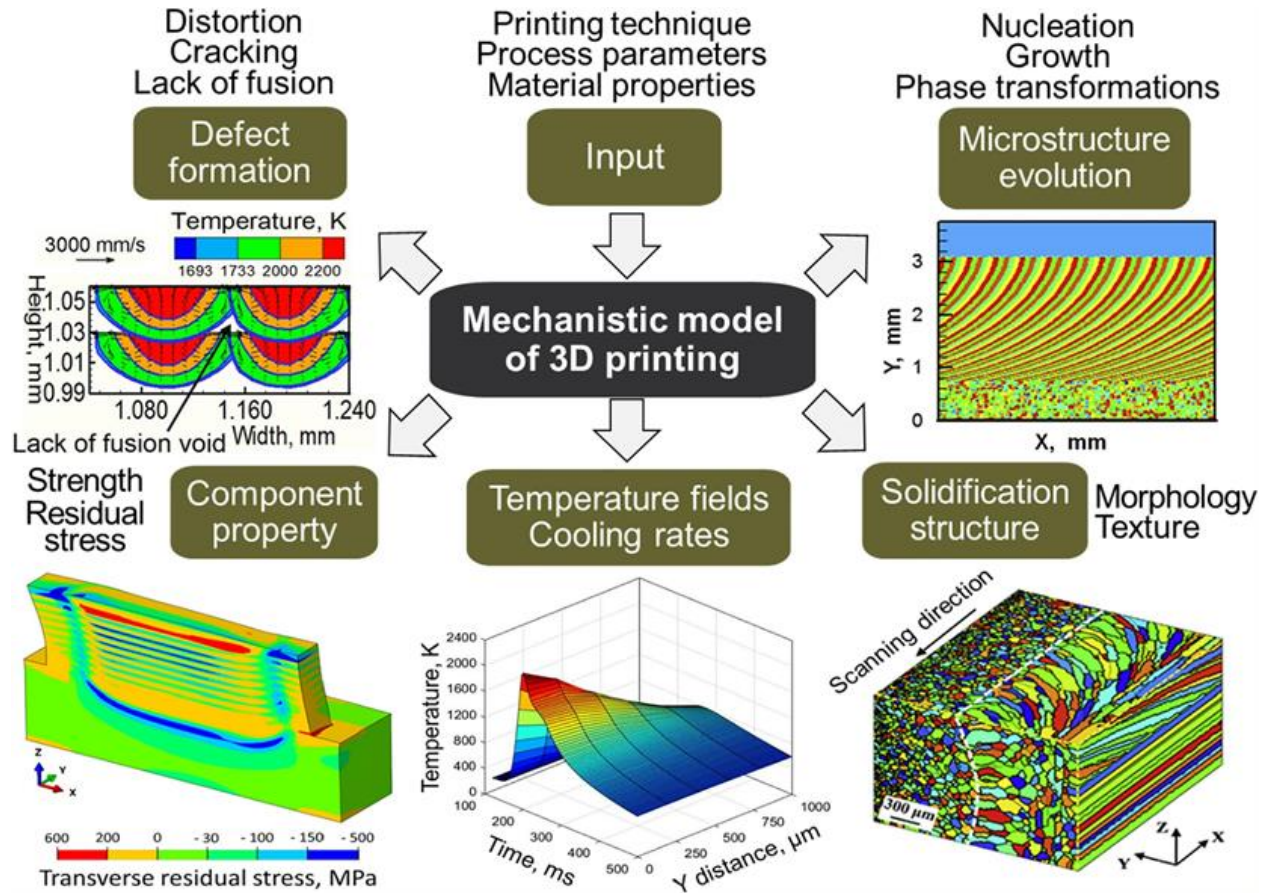 Distortion
Cracking
Lack of fusion
Defect
formation
Printing technique
Process parameters
Material properties
Input
Nucleation
Growth
Phase transformations
Microstructure
evolution
Mechanistic model
of 3D printing
Temperature, K
3000 mm/s
1693 1733 2000 2200
Height, mm
1.05
1.03
1.01
0.99
1.080 1.160 1.240
Lack of fusion void
Width, mm
Y, mm
3
2
1
0
X, mm
Strength
Residual
stress
Component
property
Z
Y
X
600 200 0 -30 -100 -150 -500
Transverse residual stress, MPa
Temperature fields
Cooling rates
Temperature, K
2400
2000
1600
1200
800
400
0
100
200
300
400
500
Time, ms
0
250
500
750
1000
Y distance, µm
Solidification
structure
Morphology
Texture
Scanning direction
300 µm
Z
X
Y